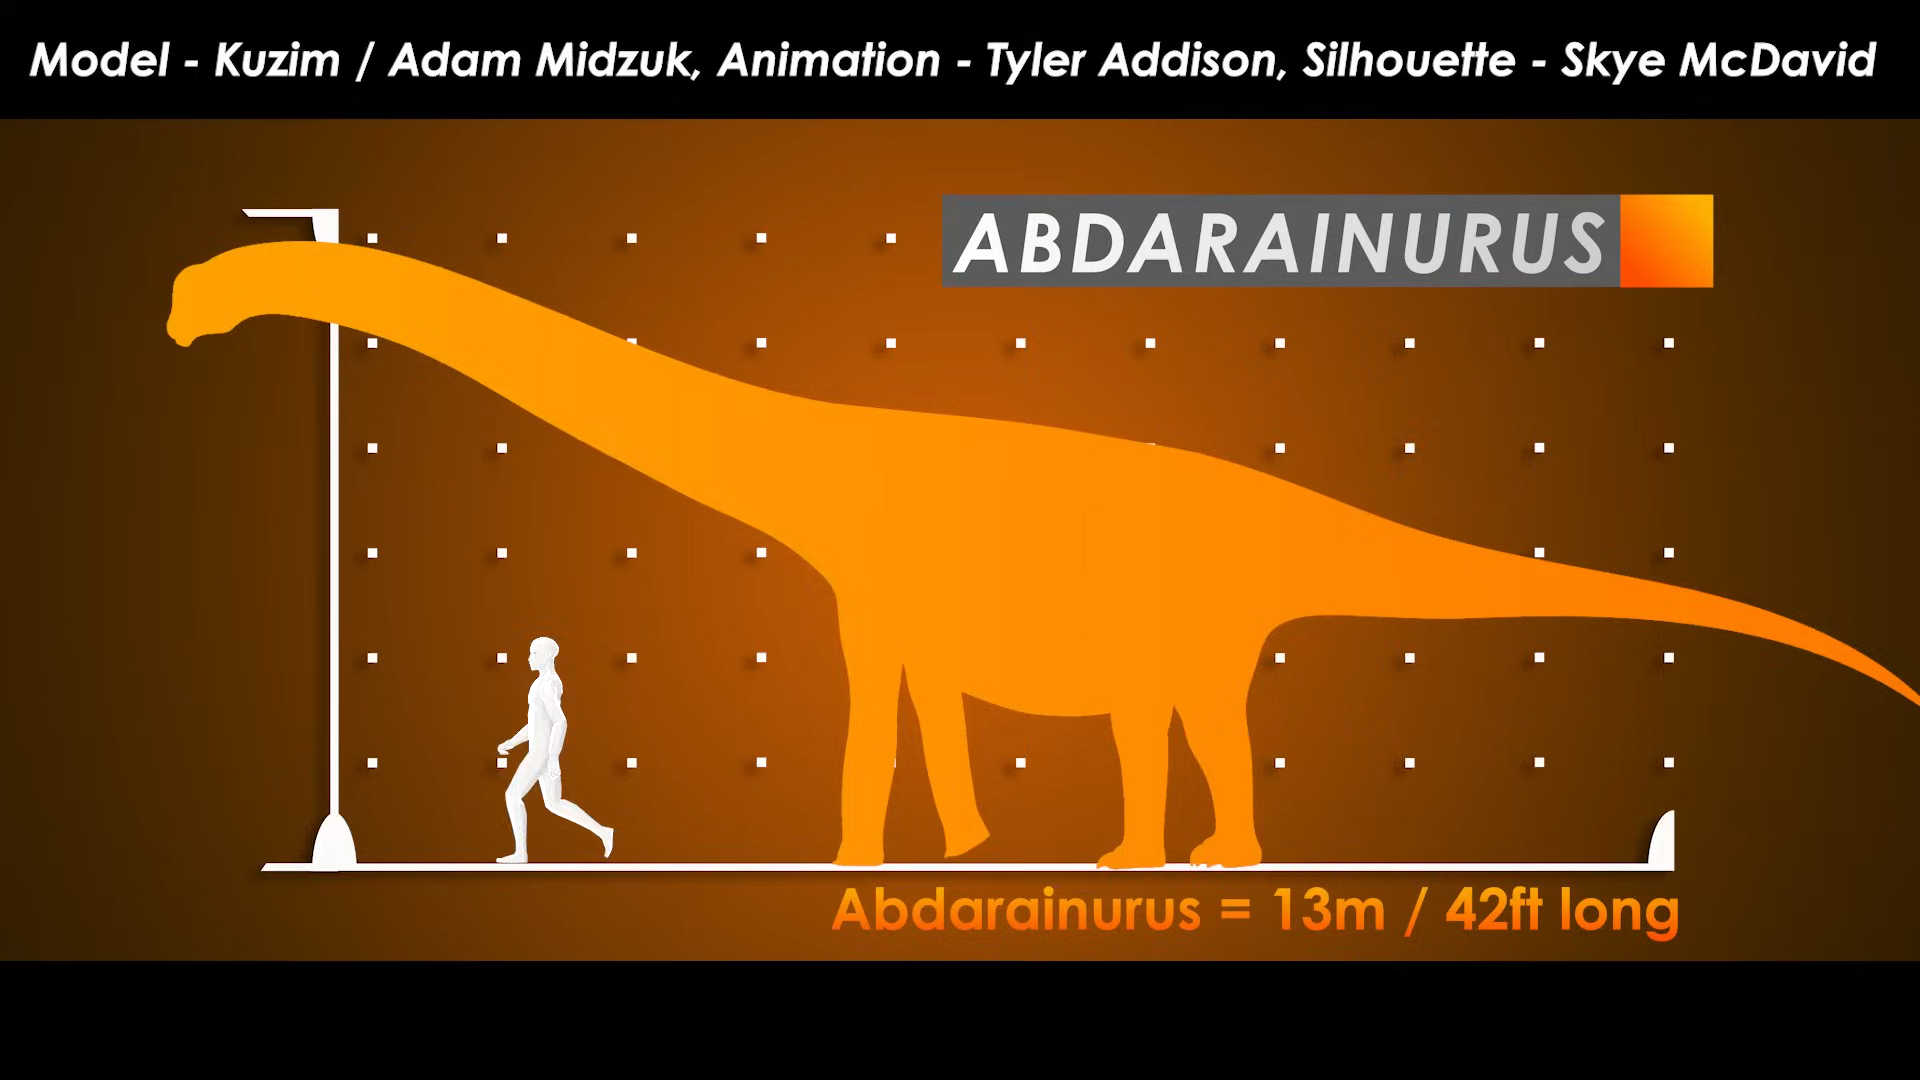 Model - Kuzim / Adam Midzuk, Animation - Tyler Addison, Silhouette - Skye McDavid
ABDARAINURUS
Abdarainurus = 13m / 42ft long